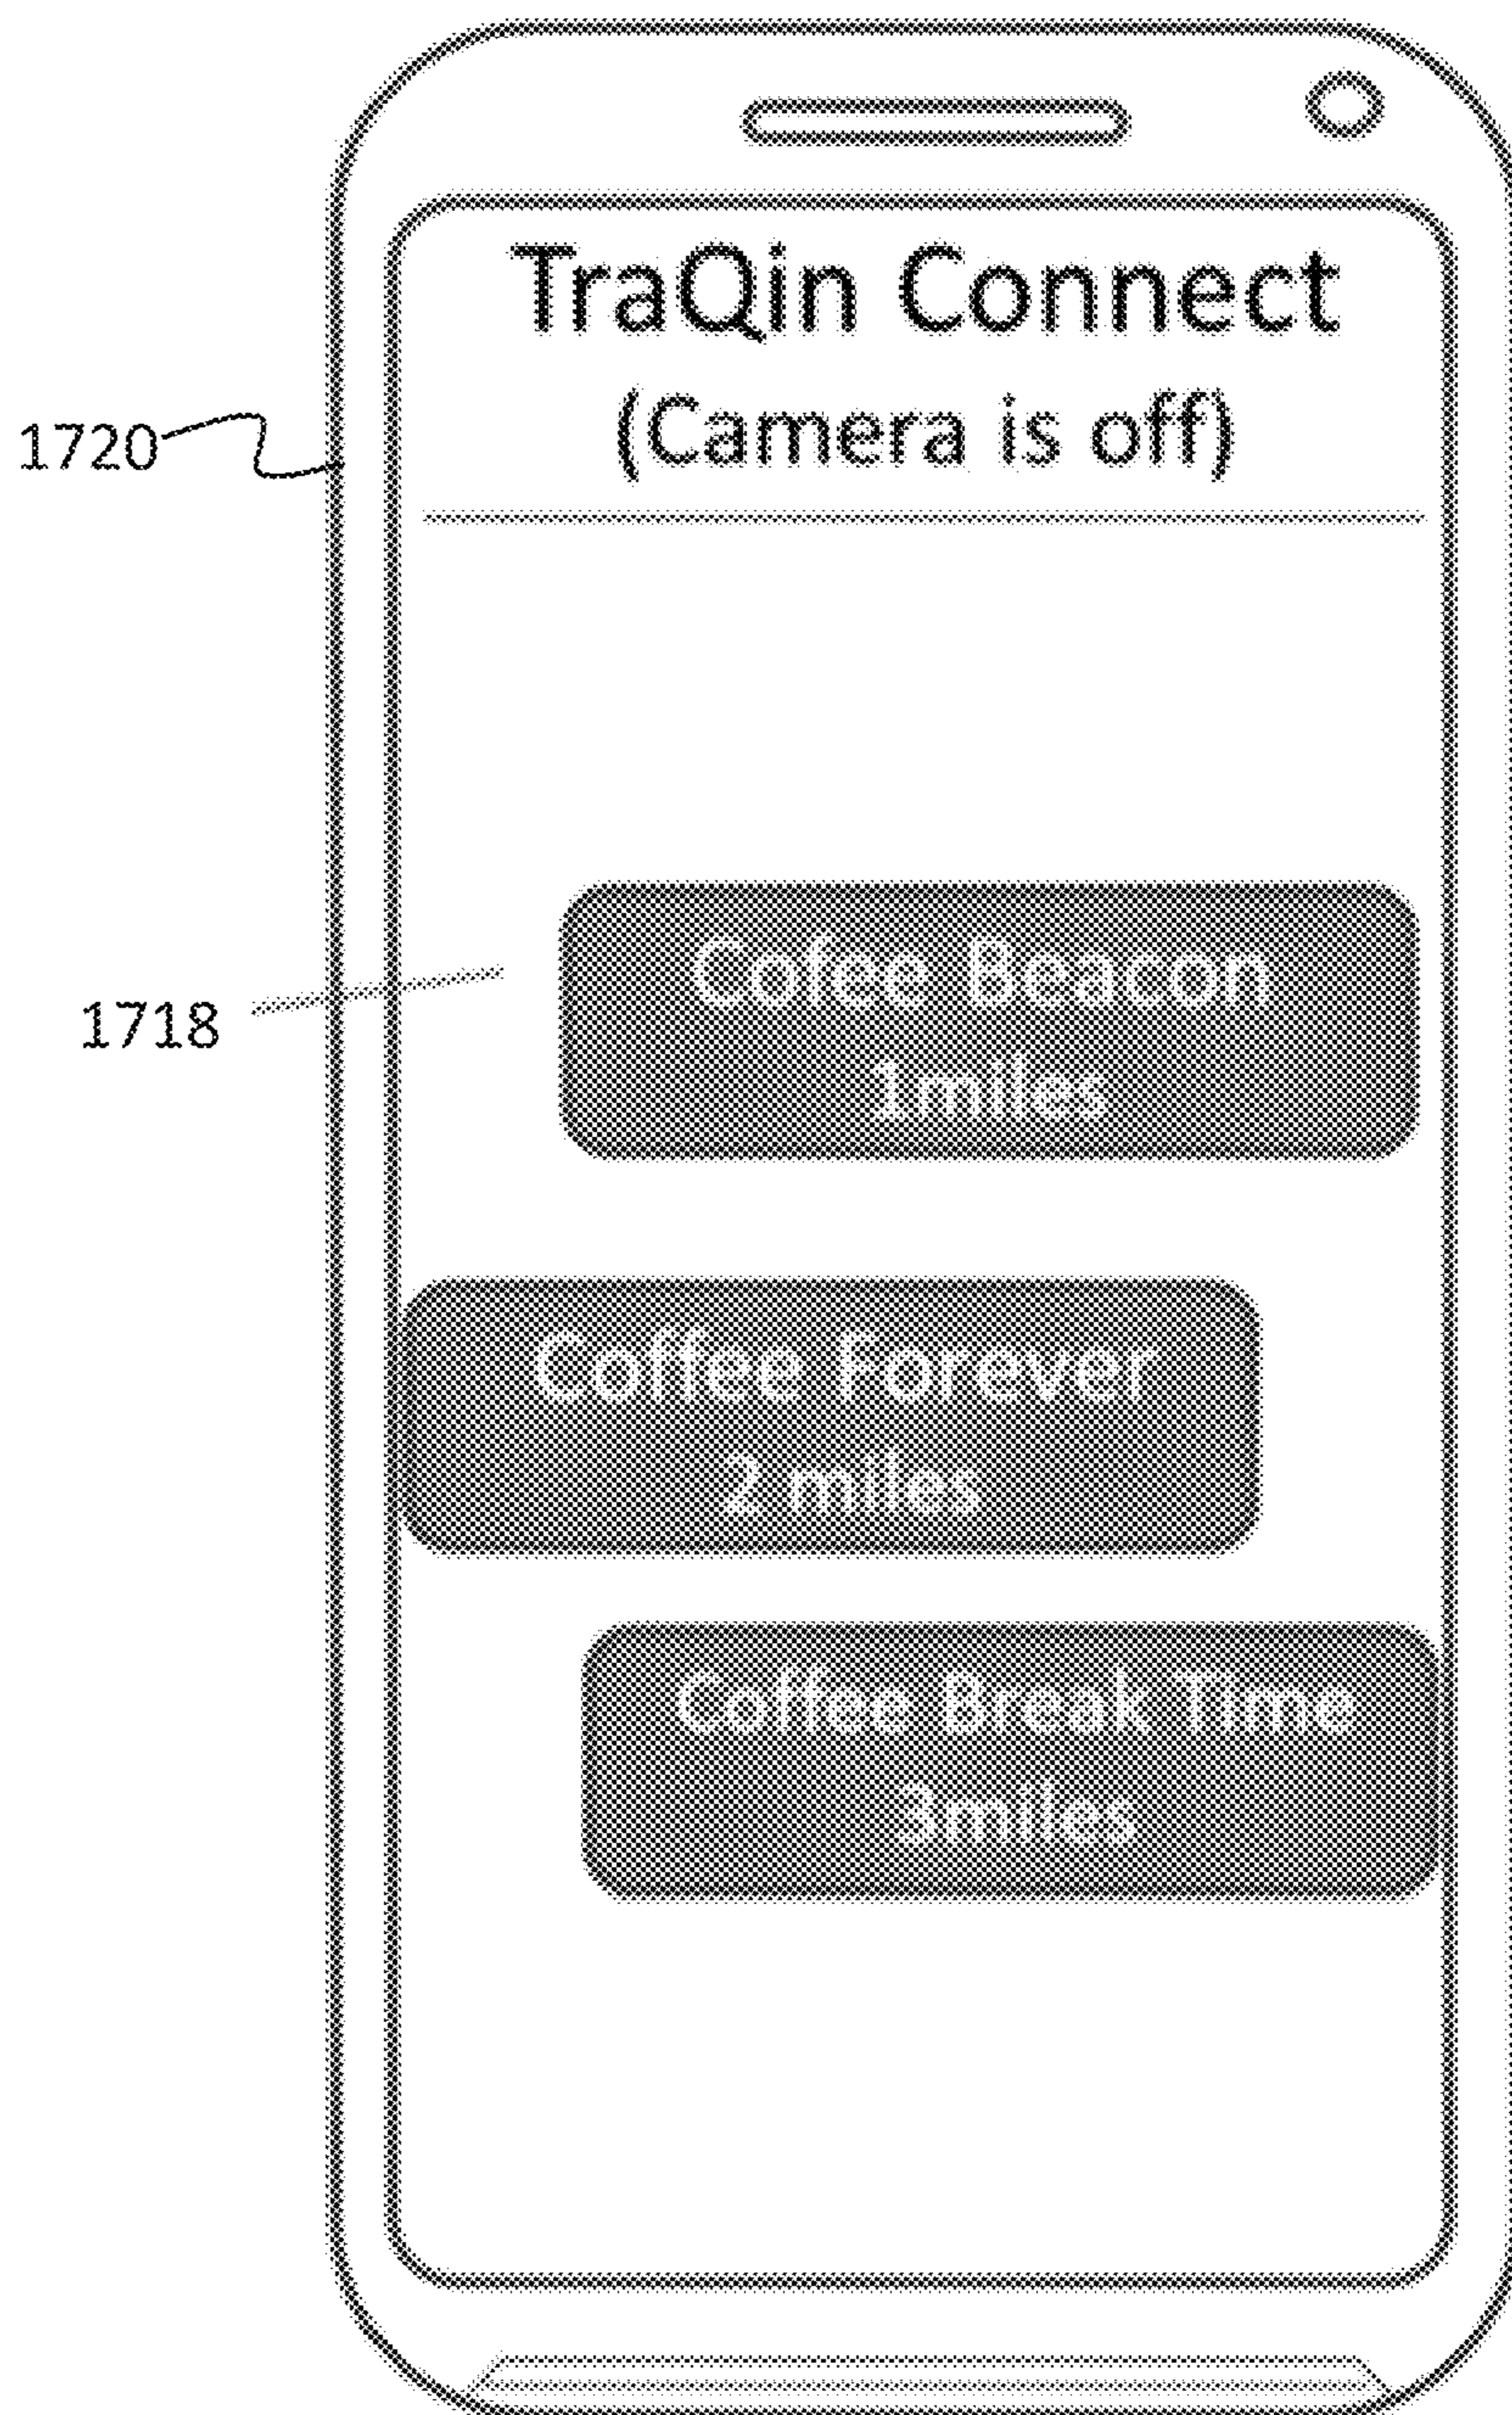 TraQin Connect
(Camera is off)
1720
Cofee Beacon
1miles
1718
Coffee Forever
2 miles
Coffee Break Time
3miles